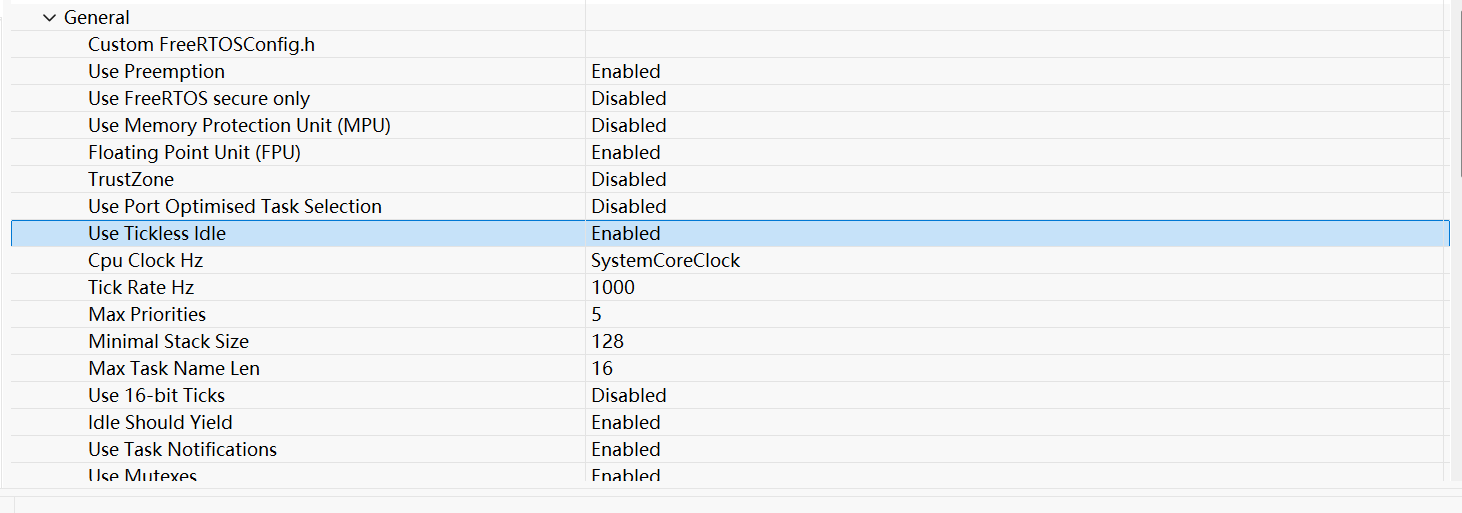 General
Custom FreeRTOSConfig.h
Use Preemption Enabled
Use FreeRTOS secure only Disabled
Use Memory Protection Unit (MPU) Disabled
Floating Point Unit (FPU) Enabled
TrustZone Disabled
Use Port Optimised Task Selection Disabled
Use Tickless Idle Enabled
Cpu Clock Hz SystemCoreClock
Tick Rate Hz 1000
Max Priorities 5
Minimal Stack Size 128
Max Task Name Len 16
Use 16-bit Ticks Disabled
Idle Should Yield Enabled
Use Task Notifications Enabled
Use Mutexes Enabled